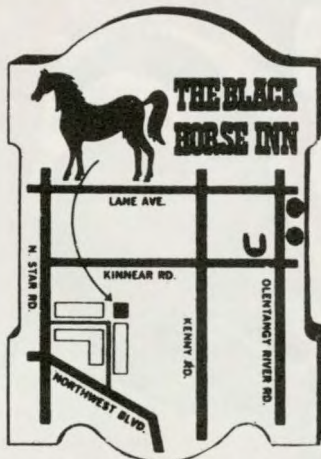 THE BLACK
HORSE INN
LANE AVE.
N. STAR RD.
KINNEAR RD.
KENNY RD.
OLENTANGY RIVER RD.
NORTHWEST BLVD.